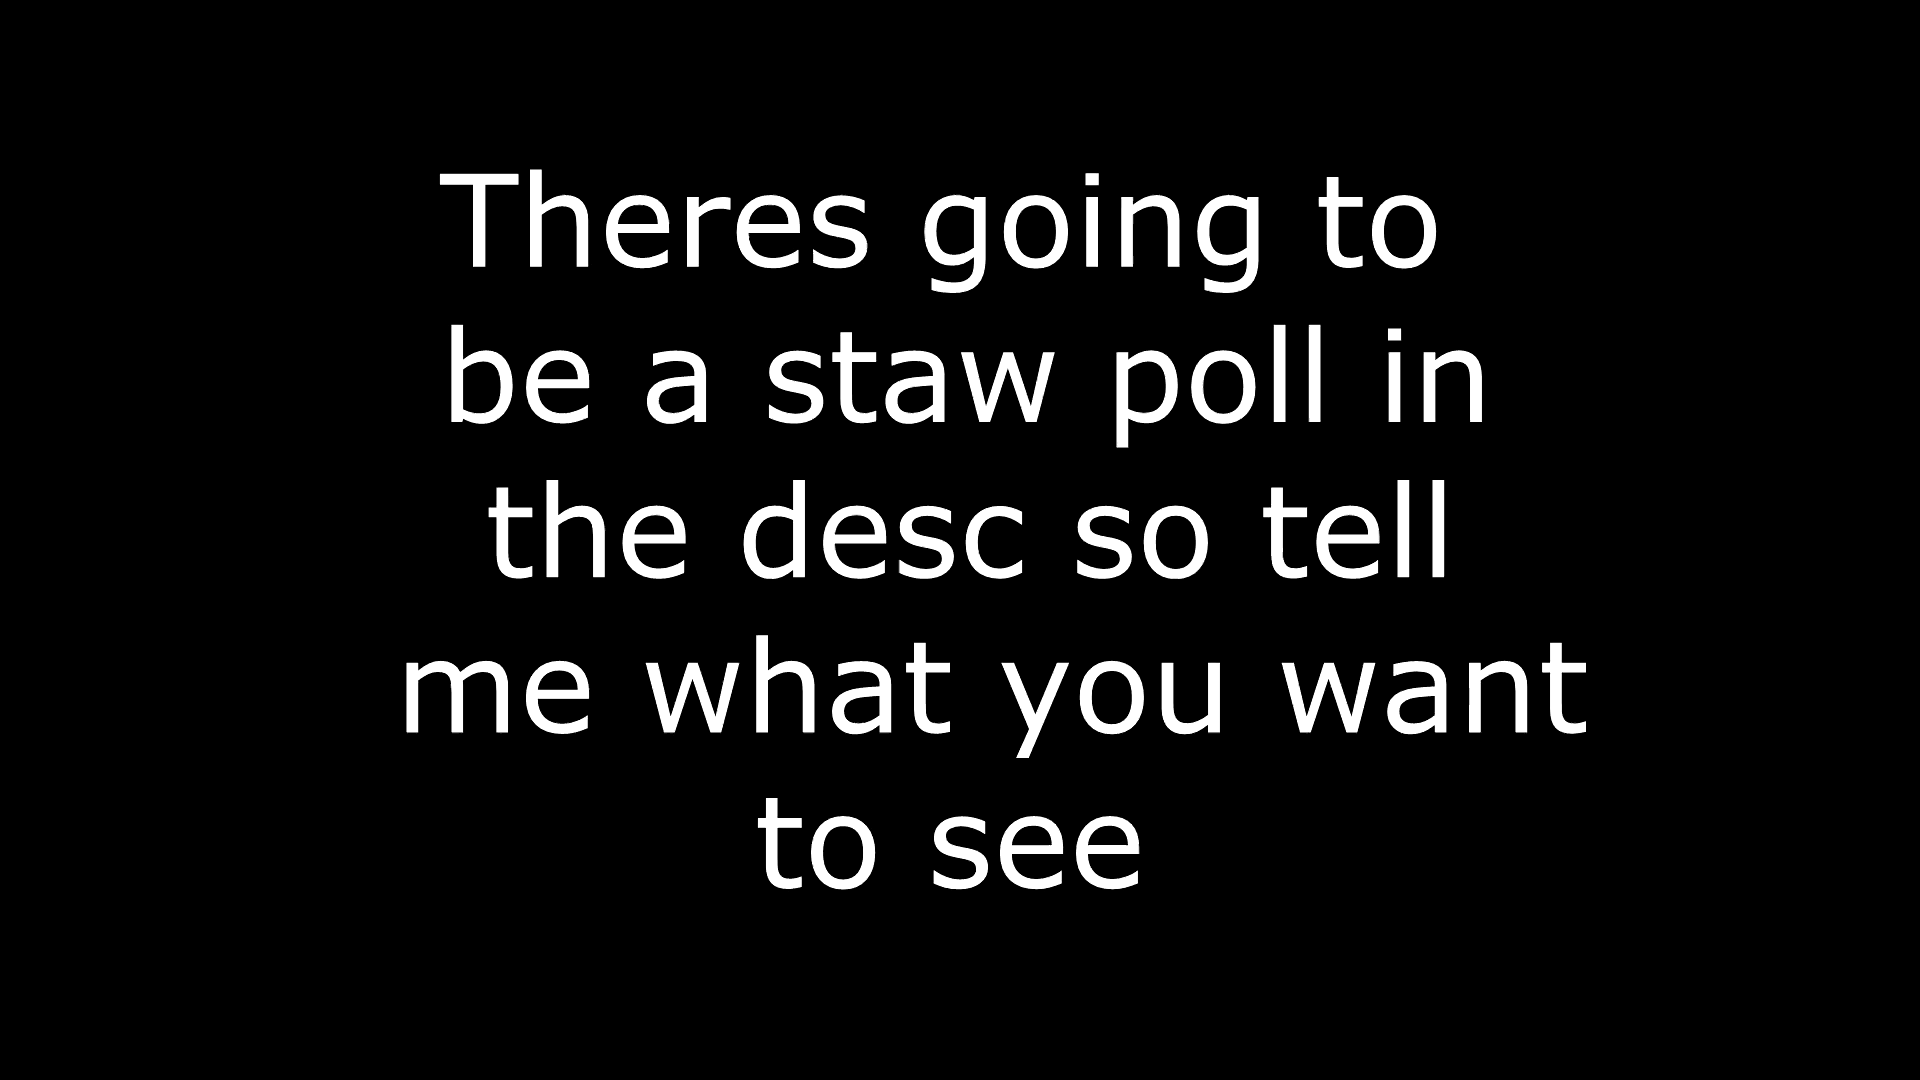 Theres going to
be a staw poll in
the desc so tell
me what you want
to see